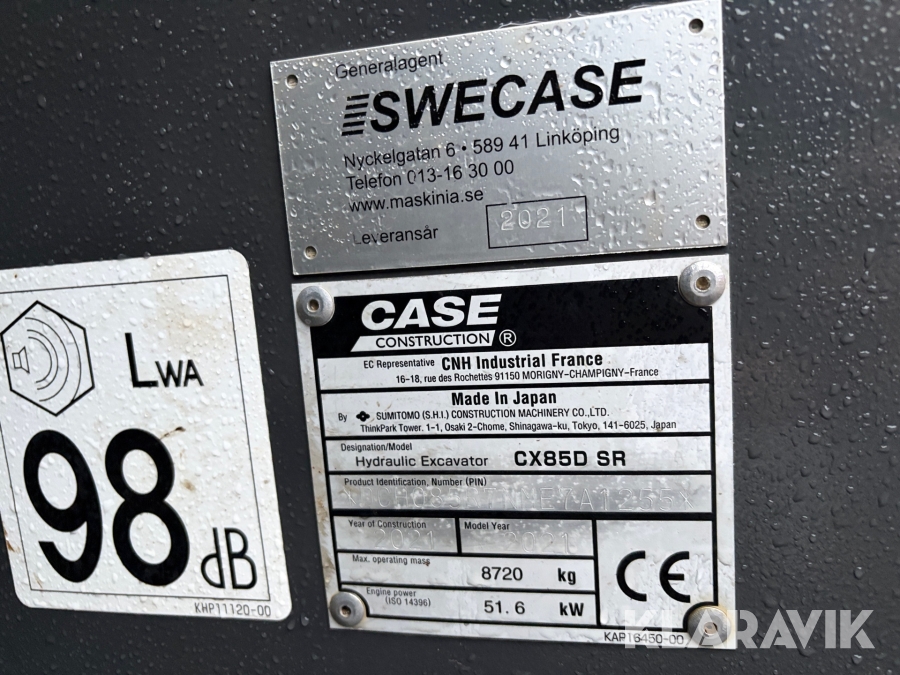 Generalagent
SWECASE
Nyckelgatan 6 • 589 41 Linköping
Telefon 013-16 30 00
www.maskinia.se
Leveransår 2021
LWA
98 dB
KHP11120-00
CASE
CONSTRUCTION ®
EC Representative CNH Industrial France
16-18, rue des Rochettes 91150 MORIGNY-CHAMPIGNY-France
Made In Japan
By SUMITOMO (S.H.I.) CONSTRUCTION MACHINERY CO.,LTD.
ThinkPark Tower. 1-1, Osaki 2-Chome, Shinagawa-ku, Tokyo, 141-6025, Japan
Designation/Model
Hydraulic Excavator CX85D SR
Product Identification, Number (PIN)
Year of Construction 2021 Model Year 2021
Max. operating mass 8720 kg
Engine power (ISO 14396) 51.6 kW
CE
KAP16450-00
KLARAVIK